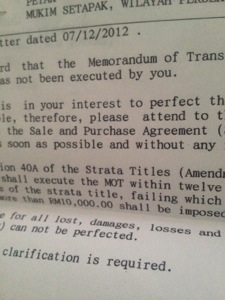 MUKIM SETAPAK, WILAYAH
tter dated 07/12/2012 .
rd that the Memorandum of Trans
as not been executed by you.
is in your interest to perfect th
le, therefore, please attend to t
the Sale and Purchase Agreement (
s soon as possible and without any
ion 40A of the Strata Titles (Amend
shall execute the MOT within twelve
of the strata title, failing which
more than RM10,000.00 shall be impose
e for all lost, damages, losses and
) can not be perfected.
clarification is required.